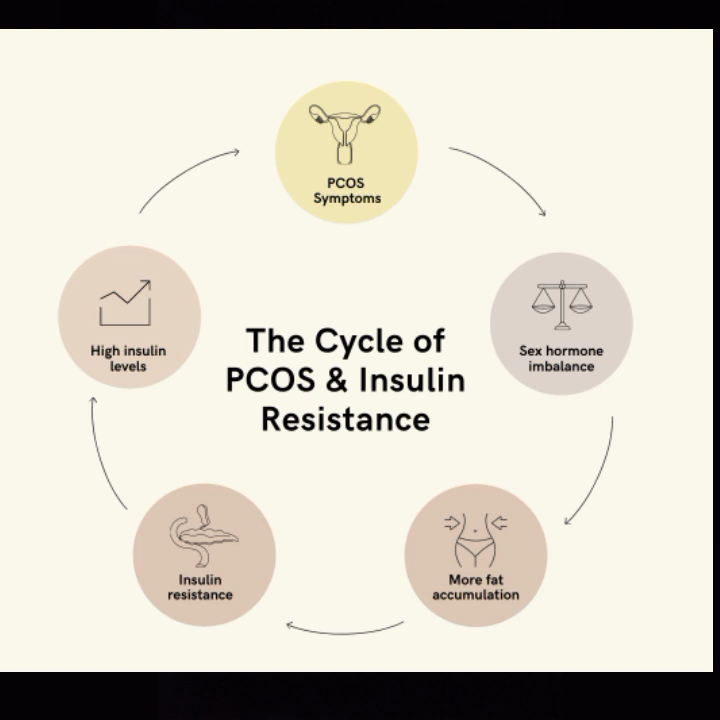 PCOS
Symptoms
Sex hormone
imbalance
More fat
accumulation
Insulin
resistance
High insulin
levels
The Cycle of
PCOS & Insulin
Resistance